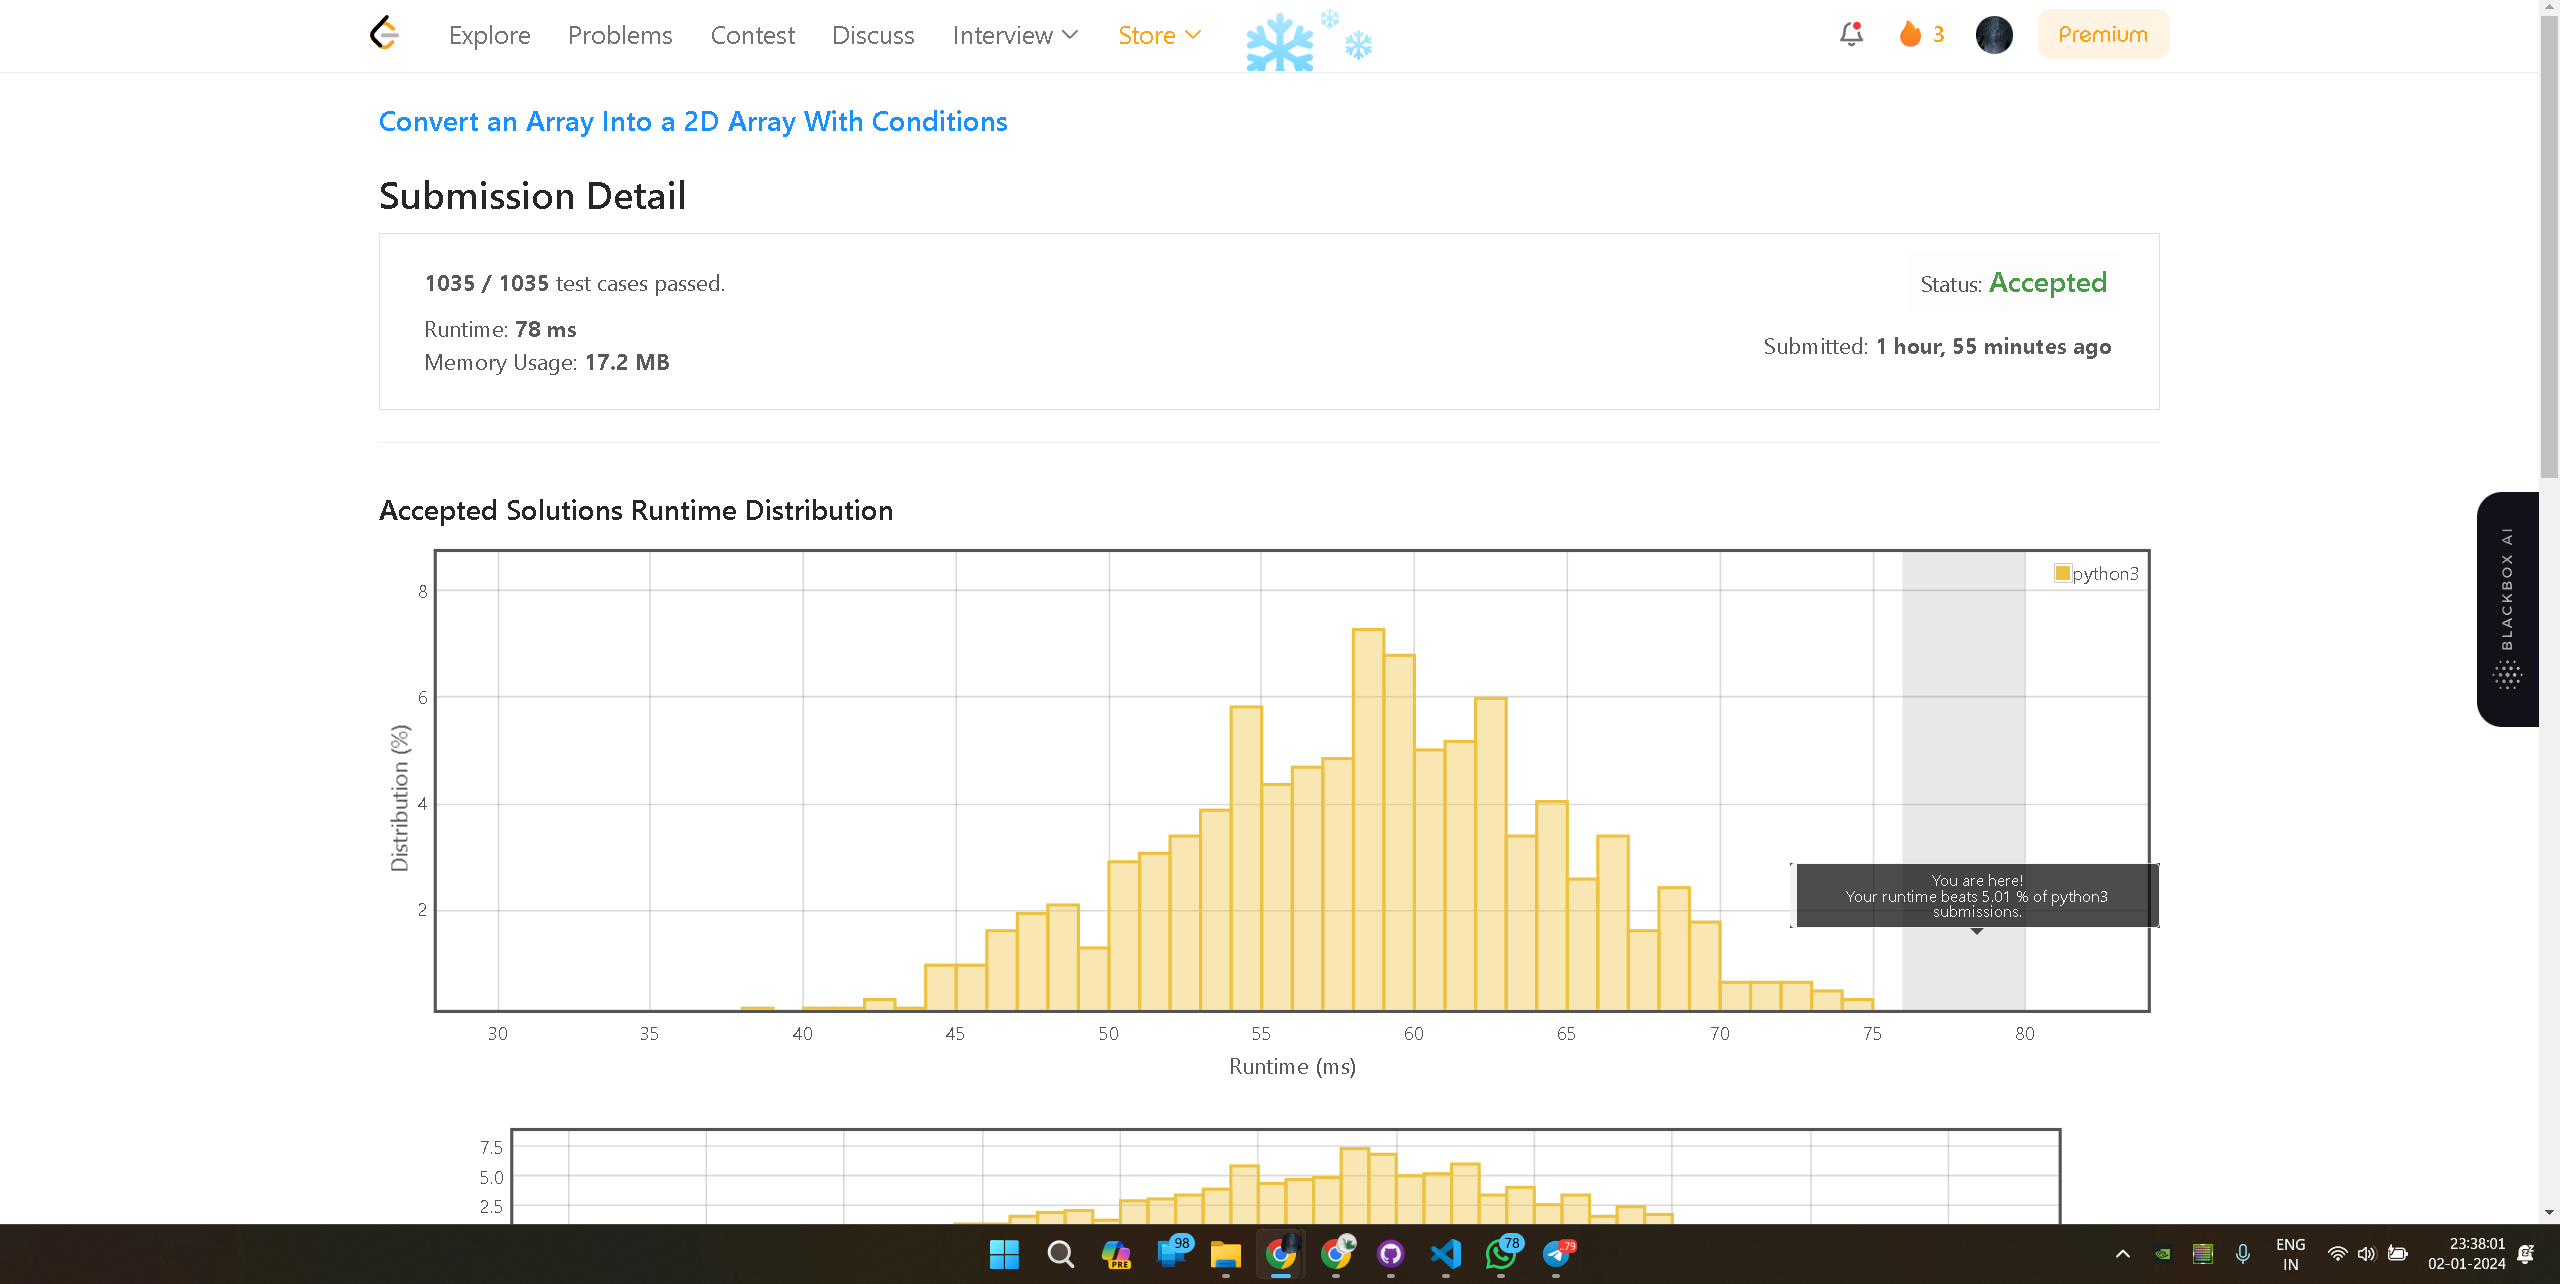 Explore Problems Contest Discuss Interview Store 3 Premium
Convert an Array Into a 2D Array With Conditions
Submission Detail
1035 / 1035 test cases passed.
Status: Accepted
Runtime: 78 ms
Submitted: 1 hour, 55 minutes ago
Memory Usage: 17.2 MB
Accepted Solutions Runtime Distribution
python3
8
6
4
2
Distribution (%)
You are here!
Your runtime beats 5.01 % of python3
submissions.
30 35 40 45 50 55 60 65 70 75 80
Runtime (ms)
BLACKBOX AI
7.5
5.0
2.5
PRE 98 78 79
ENG
IN
23:38:01
02-01-2024